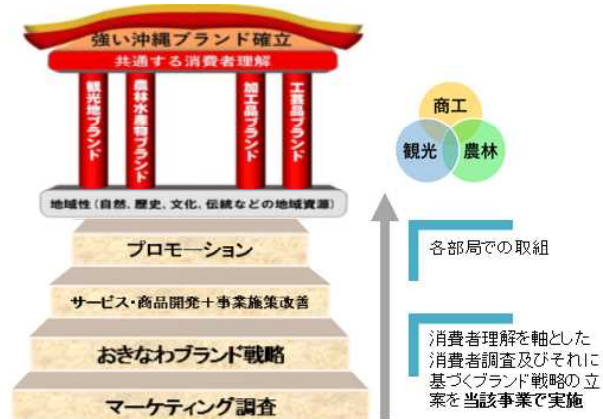 強い沖縄ブランド確立
共通する消費者理解
観光地ブランド
農林水産物ブランド
加工品ブランド
工芸品ブランド
地域性（自然、歴史、文化、伝統などの地域資源）
プロモーション
サービス・商品開発＋事業施策改善
おきなわブランド戦略
マーケティング調査
商工
観光
農林
各部局での取組
消費者理解を軸とした
消費者調査及びそれに
基づくブランド戦略の立
案を当該事業で実施